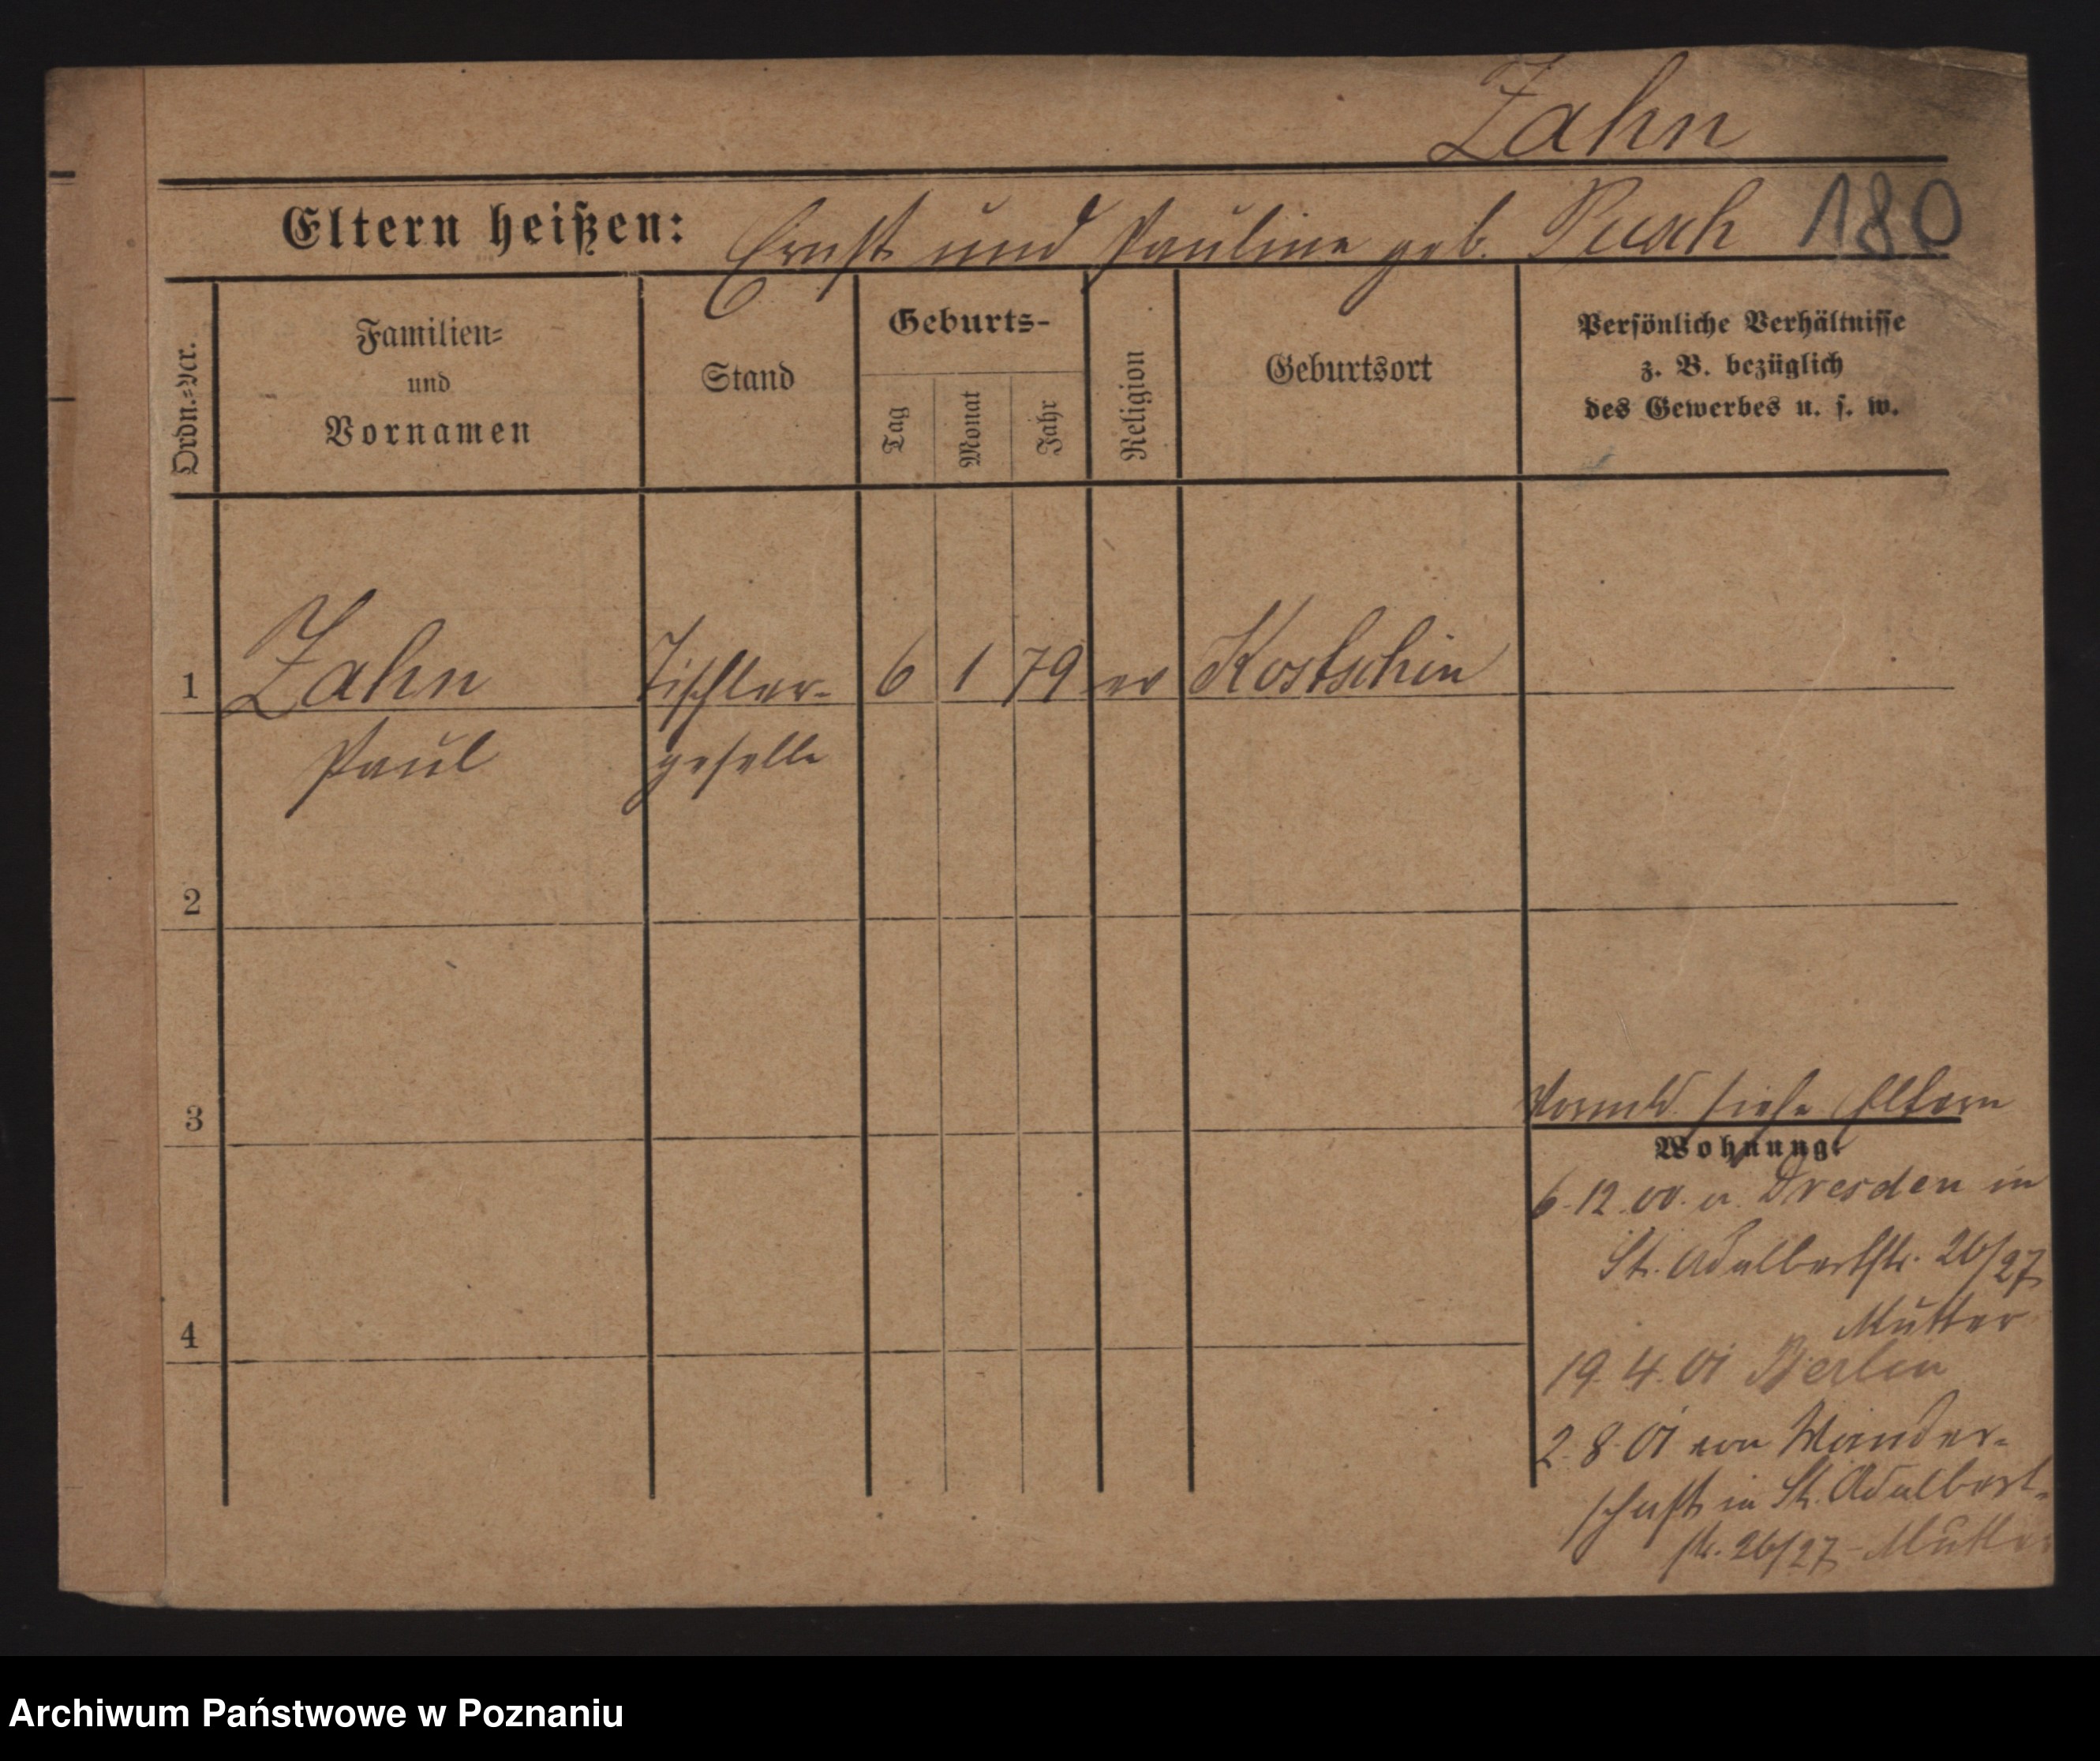 Zahn
Eltern heißen: Ernst und Pauline geb. Pusch 180
Ordn.-Nr.
Familien-
und
Vornamen
Stand
Geburts-
Tag
Monat
Jahr
Religion
Geburtsort
Persönliche Verhältnisse
z. B. bezüglich
des Gewerbes u. s. w.
1 Zahn Tischler- 6 1 79 ev Kostschin
Paul geselle
2
3
4
siehe Eltern
Wohnung:
6.12.00. a. Dresden in
St. Adalbertstr. 26/27
Mutter
19.4.01 Berlin
2.8.01 von Wander-
schaft in St. Adalbert-
str. 26/27 - Mutter
Archiwum Państwowe w Poznaniu